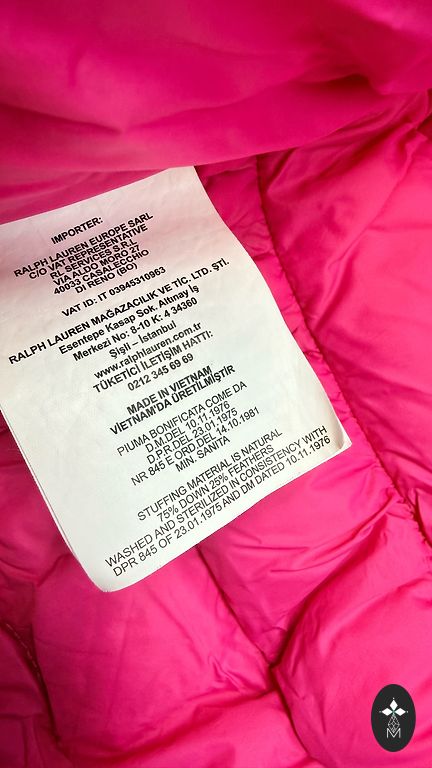 IMPORTER:
RALPH LAUREN EUROPE SARL
C/O VAT REPRESENTATIVE
RL SERVICES S.R.L
VIA ALDO MORO 17
40033 CASALECCHIO
DI RENO (BO)
VAT ID: IT 03945310963
RALPH LAUREN MAĞAZACILIK VE TİC. LTD. ŞTİ.
Esentepe Kasap Sok. Altınay İş
Merkezi No: 8-10 K: 4 34360
Şişli – İstanbul
www.ralphlauren.com.tr
TÜKETİCİ İLETİŞİM HATTI:
0212 345 69 69
MADE IN VIETNAM
VİETNAM'DA ÜRETİLMİŞTİR
PIUMA BONIFICATA COME DA
D.M.DEL 10.11.1976
D.P.R DEL 23.01.1975
NR 845 E ORD DEL 14.10.1981
MIN. SANITA
STUFFING MATERIAL IS NATURAL
75% DOWN 25% FEATHERS
WASHED AND STERILIZED IN CONSISTENCY WITH
DPR 845 OF 23.01.1975 AND DM DATED 10.11.1976
M